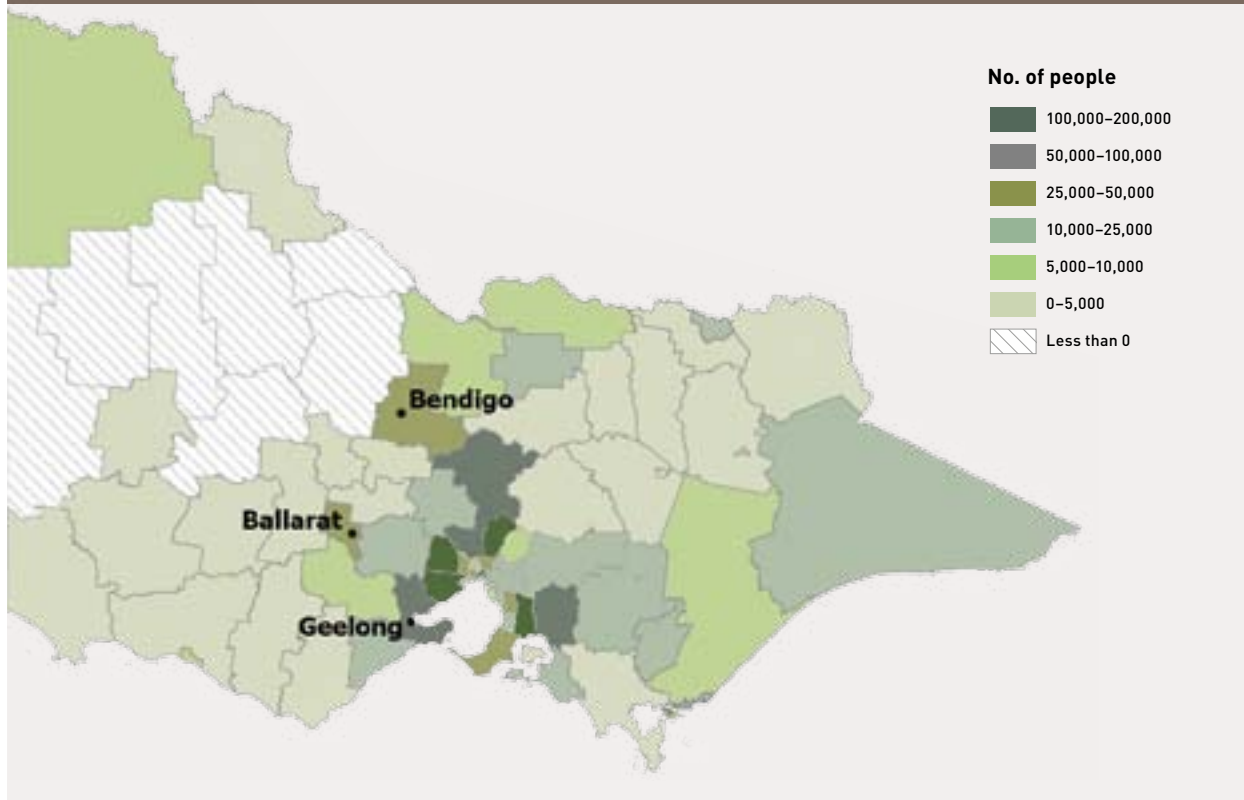 No. of people
100,000–200,000
50,000–100,000
25,000–50,000
10,000–25,000
5,000–10,000
0–5,000
Less than 0
Bendigo
Ballarat
Geelong